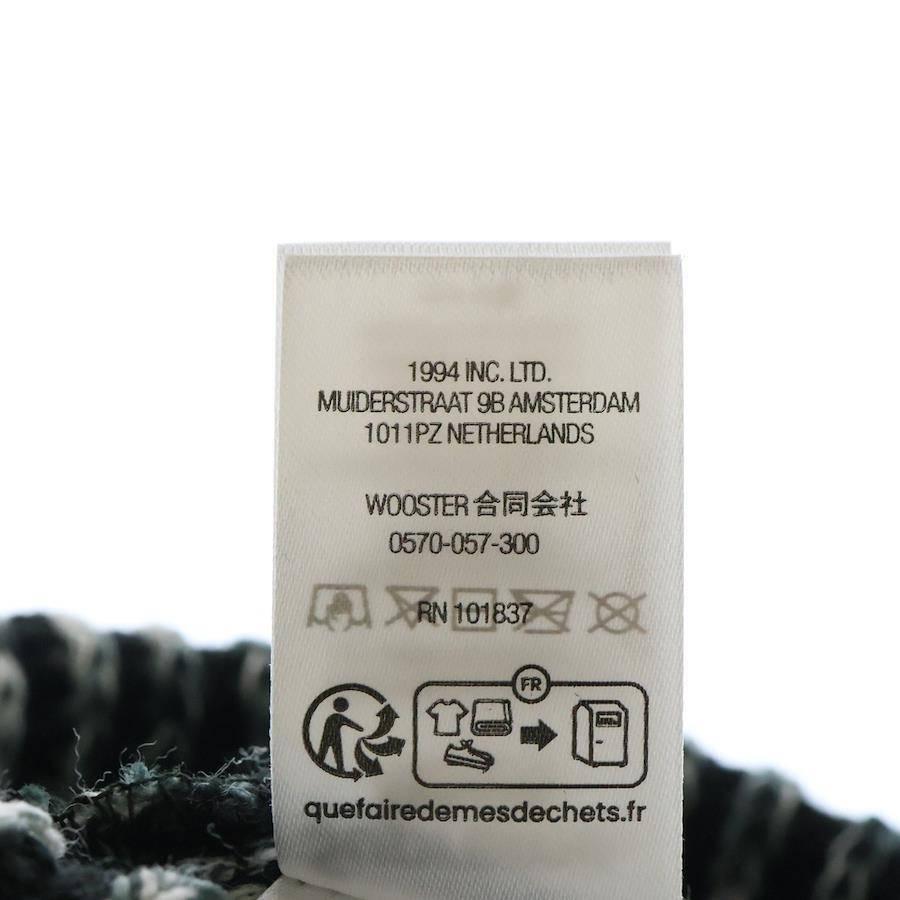 1994 INC. LTD.
MUIDERSTRAAT 9B AMSTERDAM
1011PZ NETHERLANDS
WOOSTER 合同会社
0570-057-300
RN 101837
FR
quefairedemesdechets.fr